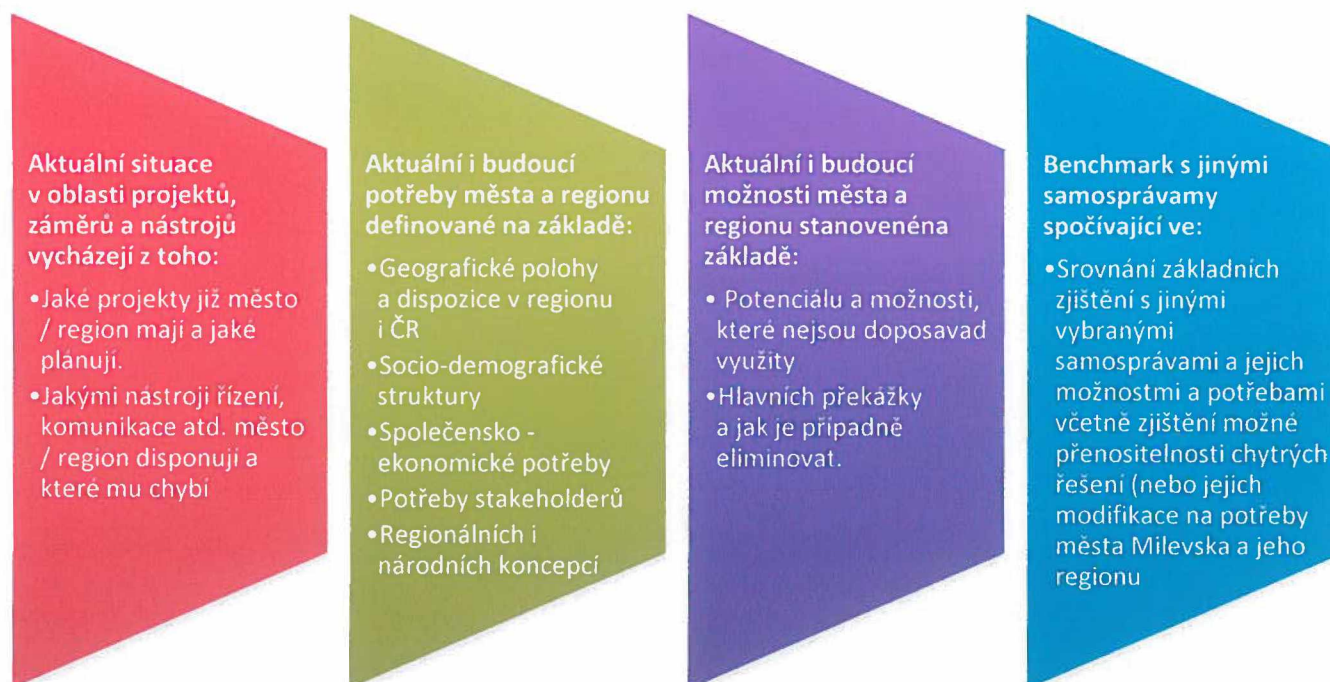 Aktuální situace
v oblasti projektů,
záměrů a nástrojů
vycházejí z toho:
•Jaké projekty již město
/ region mají a jaké
plánují.
•Jakými nástroji řízení,
komunikace atd. město
/ region disponují a
které mu chybí
Aktuální i budoucí
potřeby města a regionu
definované na základě:
•Geografické polohy
a dispozice v regionu
i ČR
•Socio-demografické
struktury
•Společensko -
ekonomické potřeby
•Potřeby stakeholderů
•Regionálních i
národních koncepcí
Aktuální i budoucí
možnosti města a
regionu stanovenéna
základě:
• Potenciálu a možnosti,
které nejsou doposavad
využity
•Hlavních překážky
a jak je případně
eliminovat.
Benchmark s jinými
samosprávamy
spočívající ve:
•Srovnání základních
zjištění s jinými
vybranými
samosprávami a jejich
možnostmi a potřebami
včetně zjištění možné
přenositelnosti chytrých
řešení (nebo jejich
modifikace na potřeby
města Milevska a jeho
regionu